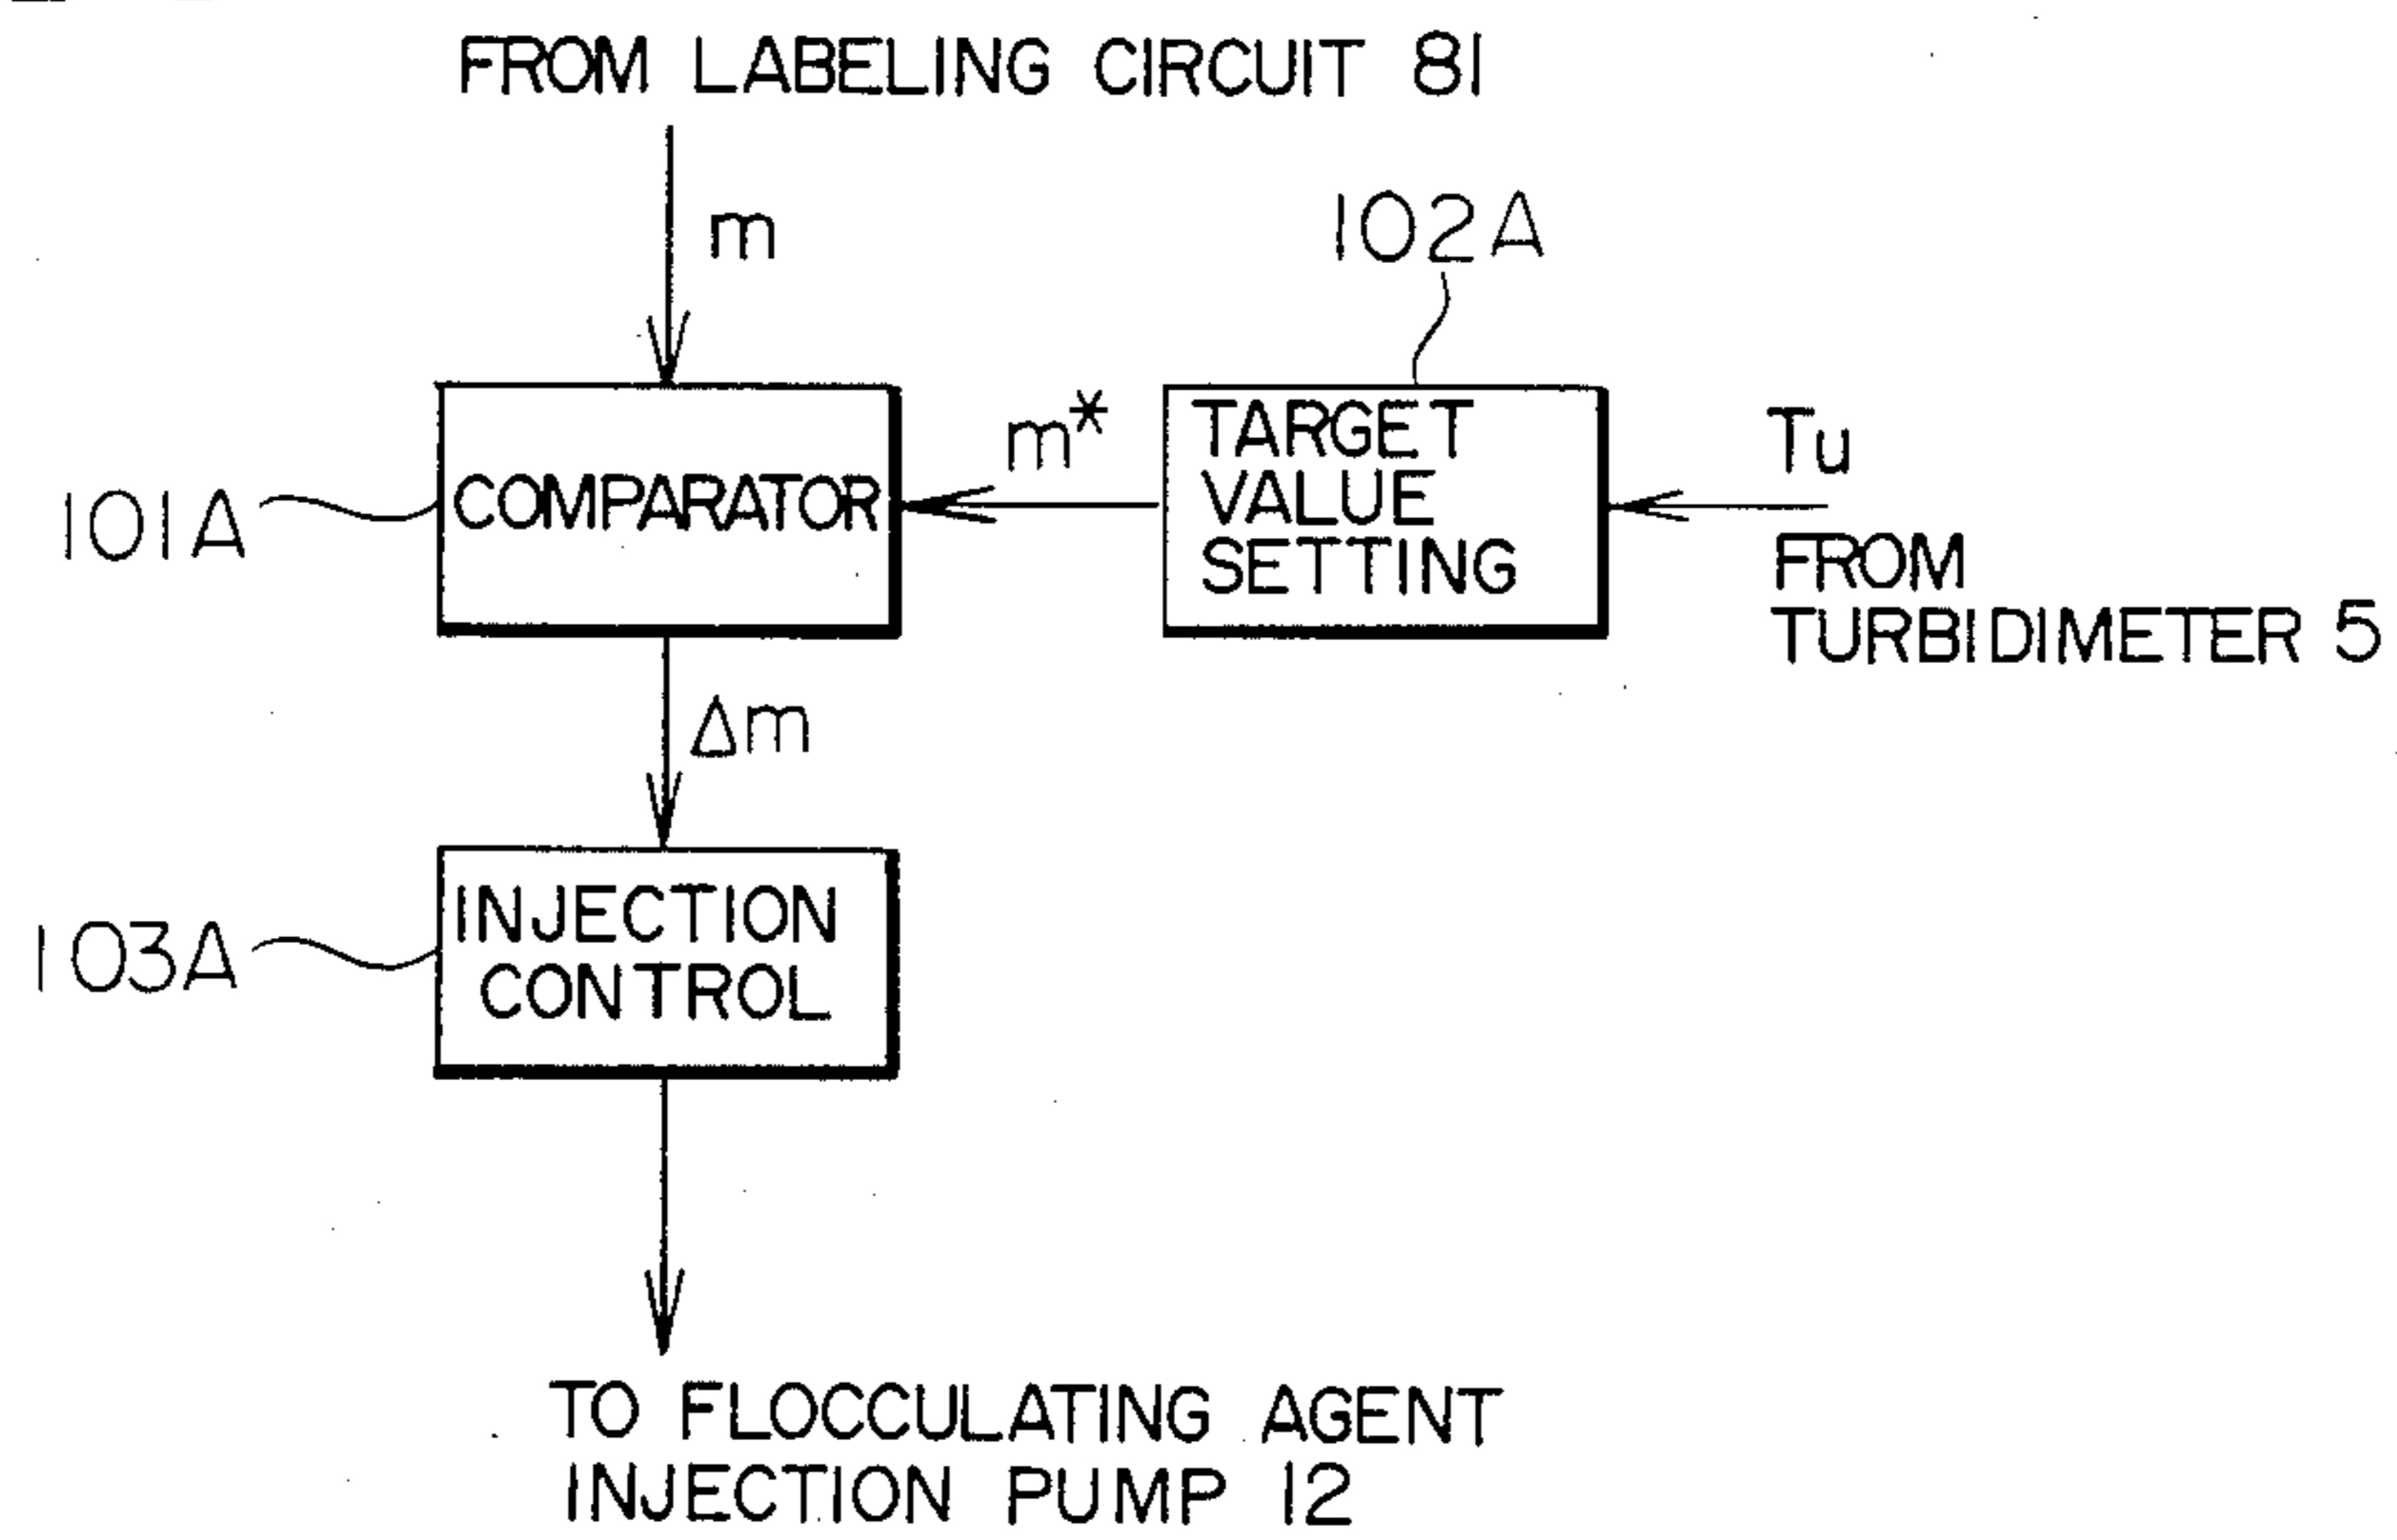 FROM LABELING CIRCUIT 81
m
102A
m*
TARGET
VALUE
SETTING
Tu
COMPARATOR
101A
FROM
TURBIDIMETER 5
Δm
INJECTION
CONTROL
103A
TO FLOCCULATING AGENT
INJECTION PUMP 12